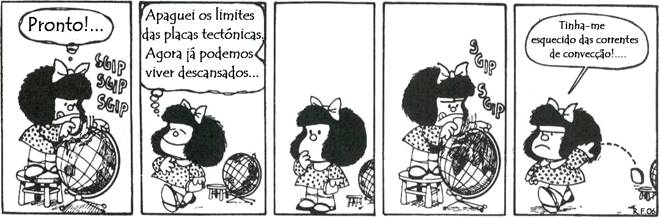 Pronto!...
SGIP
SGIP
SGIP
Apaguei os limites
das placas tectónicas.
Agora já podemos
viver descansados...
SGIP
SGIP
Tinha-me
esquecido das correntes
de convecção!....
R.F.06